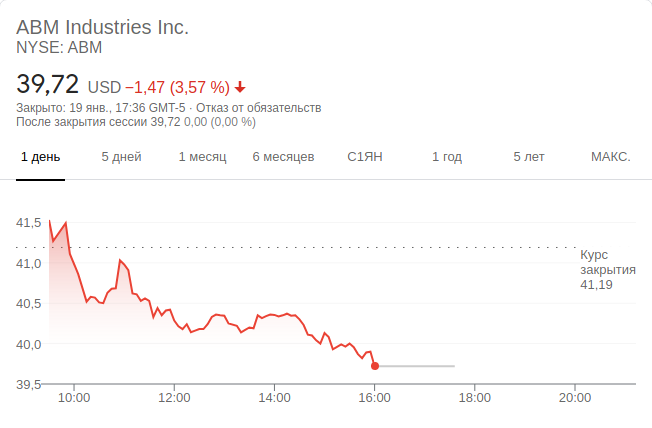 ABM Industries Inc.
NYSE: ABM
39,72 USD −1,47 (3,57 %)
Закрыто: 19 янв., 17:36 GMT-5 · Отказ от обязательств
После закрытия сессии 39,72 0,00 (0,00 %)
1 день 5 дней 1 месяц 6 месяцев С1ЯН 1 год 5 лет МАКС.
41,5
Курс
закрытия
41,19
41,0
40,5
40,0
39,5
10:00 12:00 14:00 16:00 18:00 20:00